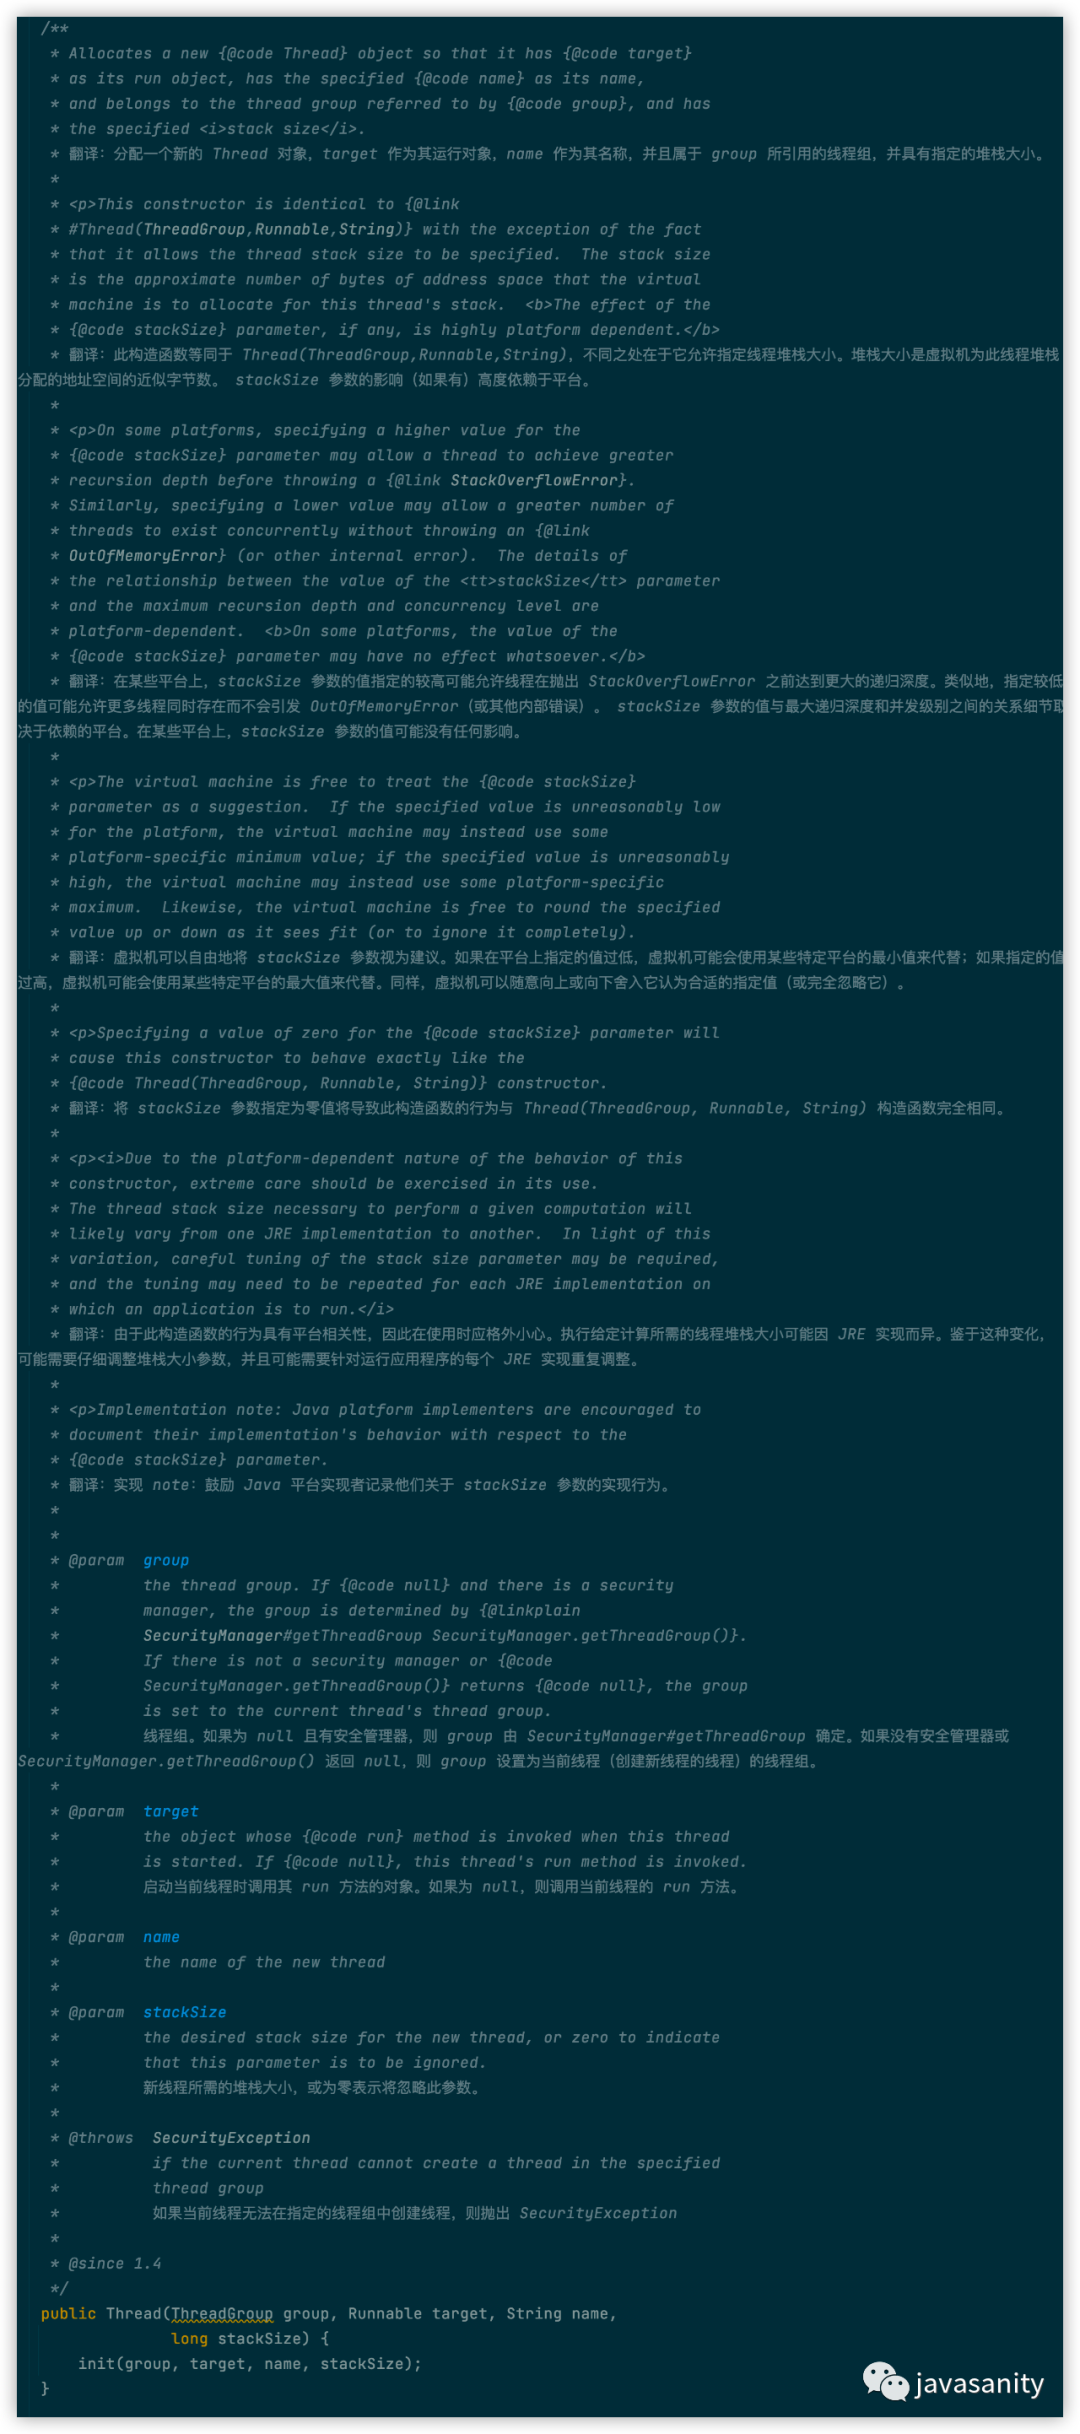 /**
* Allocates a new {@code Thread} object so that it has {@code target}
* as its run object, has the specified {@code name} as its name,
* and belongs to the thread group referred to by {@code group}, and has
* the specified <i>stack size</i>.
* 翻译：分配一个新的 Thread 对象，target 作为其运行对象，name 作为其名称，并且属于 group 所引用的线程组，并具有指定的堆栈大小。
*
* <p>This constructor is identical to {@link
* #Thread(ThreadGroup,Runnable,String)} with the exception of the fact
* that it allows the thread stack size to be specified.  The stack size
* is the approximate number of bytes of address space that the virtual
* machine is to allocate for this thread's stack.  <b>The effect of the
* {@code stackSize} parameter, if any, is highly platform dependent.</b>
* 翻译：此构造函数等同于 Thread(ThreadGroup,Runnable,String)，不同之处在于它允许指定线程堆栈大小。堆栈大小是虚拟机为此线程堆栈
分配的地址空间的近似字节数。 stackSize 参数的影响（如果有）高度依赖于平台。
*
* <p>On some platforms, specifying a higher value for the
* {@code stackSize} parameter may allow a thread to achieve greater
* recursion depth before throwing a {@link StackOverflowError}.
* Similarly, specifying a lower value may allow a greater number of
* threads to exist concurrently without throwing an {@link
* OutOfMemoryError} (or other internal error).  The details of
* the relationship between the value of the <tt>stackSize</tt> parameter
* and the maximum recursion depth and concurrency level are
* platform-dependent.  <b>On some platforms, the value of the
* {@code stackSize} parameter may have no effect whatsoever.</b>
* 翻译：在某些平台上，stackSize 参数的值指定的较高可能允许线程在抛出 StackOverflowError 之前达到更大的递归深度。类似地，指定较低
的值可能允许更多线程同时存在而不会引发 OutOfMemoryError（或其他内部错误）。 stackSize 参数的值与最大递归深度和并发级别之间的关系细节取
决于依赖的平台。在某些平台上，stackSize 参数的值可能没有任何影响。
*
* <p>The virtual machine is free to treat the {@code stackSize}
* parameter as a suggestion.  If the specified value is unreasonably low
* for the platform, the virtual machine may instead use some
* platform-specific minimum value; if the specified value is unreasonably
* high, the virtual machine may instead use some platform-specific
* maximum.  Likewise, the virtual machine is free to round the specified
* value up or down as it sees fit (or to ignore it completely).
* 翻译：虚拟机可以自由地将 stackSize 参数视为建议。如果在平台上指定的值过低，虚拟机可能会使用某些特定平台的最小值来代替；如果指定的值
过高，虚拟机可能会使用某些特定平台的最大值来代替。同样，虚拟机可以随意向上或向下舍入它认为合适的指定值（或完全忽略它）。
*
* <p>Specifying a value of zero for the {@code stackSize} parameter will
* cause this constructor to behave exactly like the
* {@code Thread(ThreadGroup, Runnable, String)} constructor.
* 翻译：将 stackSize 参数指定为零值将导致此构造函数的行为与 Thread(ThreadGroup, Runnable, String) 构造函数完全相同。
*
* <p><i>Due to the platform-dependent nature of the behavior of this
* constructor, extreme care should be exercised in its use.
* The thread stack size necessary to perform a given computation will
* likely vary from one JRE implementation to another.  In light of this
* variation, careful tuning of the stack size parameter may be required,
* and the tuning may need to be repeated for each JRE implementation on
* which an application is to run.</i>
* 翻译：由于此构造函数的行为具有平台相关性，因此在使用时应格外小心。执行给定计算所需的线程堆栈大小可能因 JRE 实现而异。鉴于这种变化，
可能需要仔细调整堆栈大小参数，并且可能需要针对运行应用程序的每个 JRE 实现重复调整。
*
* <p>Implementation note: Java platform implementers are encouraged to
* document their implementation's behavior with respect to the
* {@code stackSize} parameter.
* 翻译：实现 note：鼓励 Java 平台实现者记录他们关于 stackSize 参数的实现行为。
*
*
* @param  group
*         the thread group. If {@code null} and there is a security
*         manager, the group is determined by {@linkplain
*         SecurityManager#getThreadGroup SecurityManager.getThreadGroup()}.
*         If there is not a security manager or {@code
*         SecurityManager.getThreadGroup()} returns {@code null}, the group
*         is set to the current thread's thread group.
*         线程组。如果为 null 且有安全管理器，则 group 由 SecurityManager#getThreadGroup 确定。如果没有安全管理器或
SecurityManager.getThreadGroup() 返回 null，则 group 设置为当前线程（创建新线程的线程）的线程组。
*
* @param  target
*         the object whose {@code run} method is invoked when this thread
*         is started. If {@code null}, this thread's run method is invoked.
*         启动当前线程时调用其 run 方法的对象。如果为 null，则调用当前线程的 run 方法。
*
* @param  name
*         the name of the new thread
*
* @param  stackSize
*         the desired stack size for the new thread, or zero to indicate
*         that this parameter is to be ignored.
*         新线程所需的堆栈大小，或为零表示将忽略此参数。
*
* @throws  SecurityException
*          if the current thread cannot create a thread in the specified
*          thread group
*          如果当前线程无法在指定的线程组中创建线程，则抛出 SecurityException
*
* @since 1.4
*/
public Thread(ThreadGroup group, Runnable target, String name,
long stackSize) {
init(group, target, name, stackSize);
}
javasanity